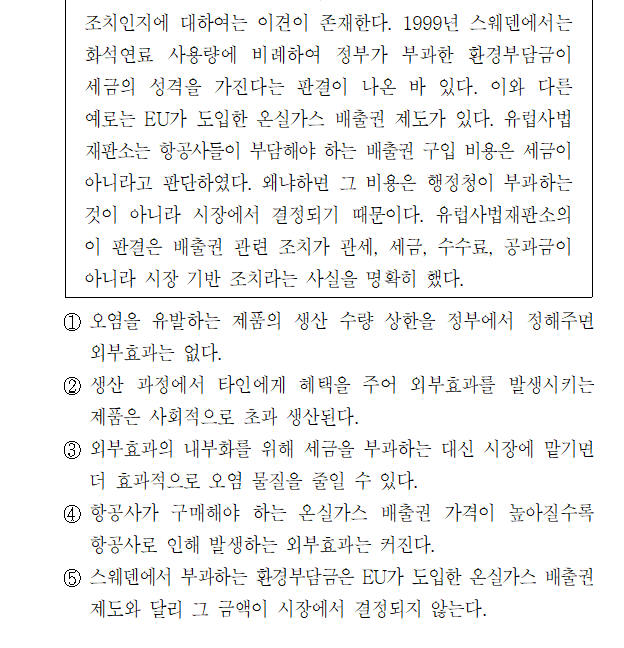 조치인지에 대하여는 이견이 존재한다. 1999년 스웨덴에서는
화석연료 사용량에 비례하여 정부가 부과한 환경부담금이
세금의 성격을 가진다는 판결이 나온 바 있다. 이와 다른
예로는 EU가 도입한 온실가스 배출권 제도가 있다. 유럽사법
재판소는 항공사들이 부담해야 하는 배출권 구입 비용은 세금이
아니라고 판단하였다. 왜냐하면 그 비용은 행정청이 부과하는
것이 아니라 시장에서 결정되기 때문이다. 유럽사법재판소의
이 판결은 배출권 관련 조치가 관세, 세금, 수수료, 공과금이
아니라 시장 기반 조치라는 사실을 명확히 했다.
① 오염을 유발하는 제품의 생산 수량 상한을 정부에서 정해주면
외부효과는 없다.
② 생산 과정에서 타인에게 혜택을 주어 외부효과를 발생시키는
제품은 사회적으로 초과 생산된다.
③ 외부효과의 내부화를 위해 세금을 부과하는 대신 시장에 맡기면
더 효과적으로 오염 물질을 줄일 수 있다.
④ 항공사가 구매해야 하는 온실가스 배출권 가격이 높아질수록
항공사로 인해 발생하는 외부효과는 커진다.
⑤ 스웨덴에서 부과하는 환경부담금은 EU가 도입한 온실가스 배출권
제도와 달리 그 금액이 시장에서 결정되지 않는다.